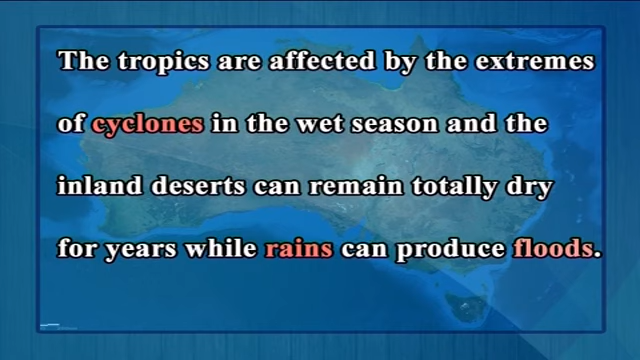 The tropics are affected by the extremes
of cyclones in the wet season and the
inland deserts can remain totally dry
for years while rains can produce floods.